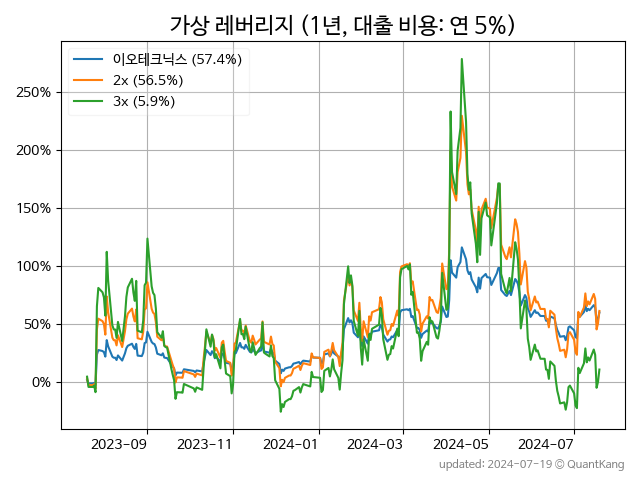 가상 레버리지 (1년, 대출 비용: 연 5%)
이오테크닉스 (57.4%)
2x (56.5%)
3x (5.9%)
250%
200%
150%
100%
50%
0%
2023-09 2023-11 2024-01 2024-03 2024-05 2024-07
updated: 2024-07-19 © QuantKang